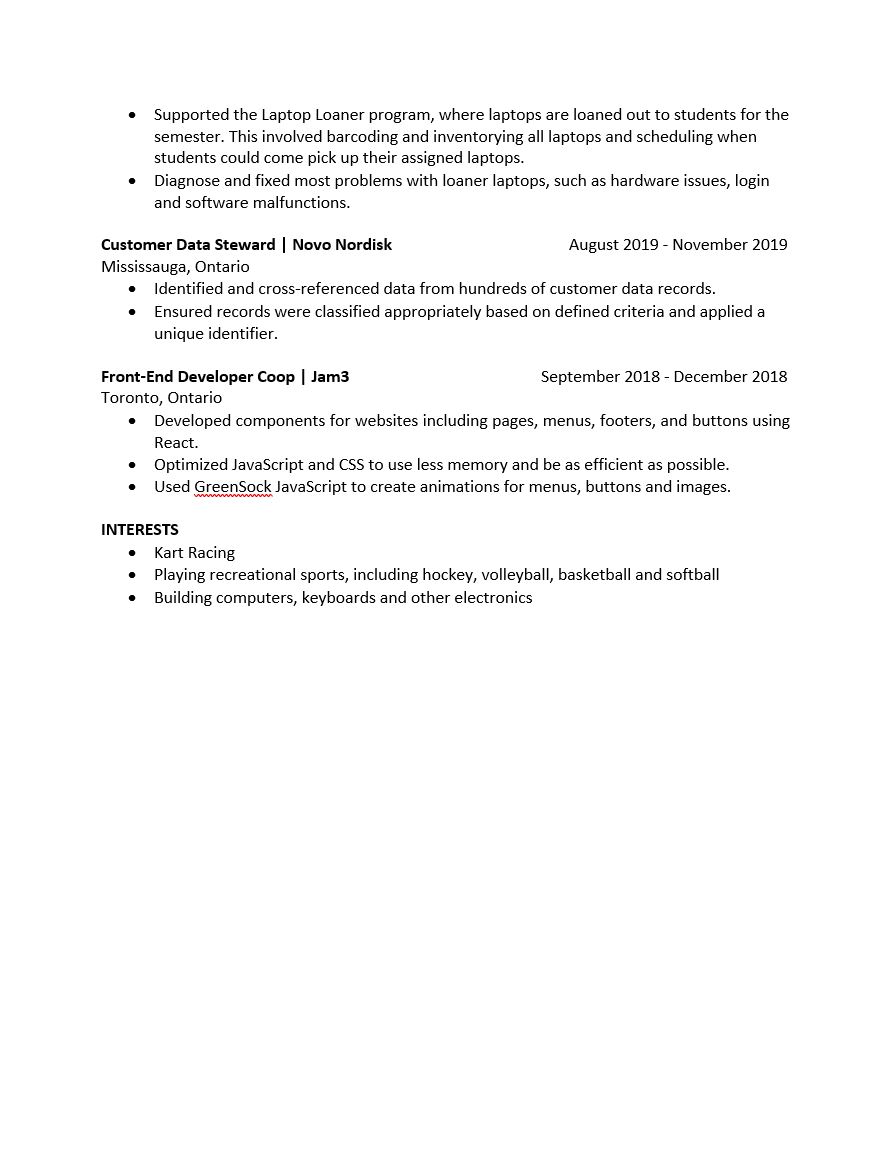 • Supported the Laptop Loaner program, where laptops are loaned out to students for the
semester. This involved barcoding and inventorying all laptops and scheduling when
students could come pick up their assigned laptops.
• Diagnose and fixed most problems with loaner laptops, such as hardware issues, login
and software malfunctions.
Customer Data Steward | Novo Nordisk August 2019 - November 2019
Mississauga, Ontario
• Identified and cross-referenced data from hundreds of customer data records.
• Ensured records were classified appropriately based on defined criteria and applied a
unique identifier.
Front-End Developer Coop | Jam3 September 2018 - December 2018
Toronto, Ontario
• Developed components for websites including pages, menus, footers, and buttons using
React.
• Optimized JavaScript and CSS to use less memory and be as efficient as possible.
• Used GreenSock JavaScript to create animations for menus, buttons and images.
INTERESTS
• Kart Racing
• Playing recreational sports, including hockey, volleyball, basketball and softball
• Building computers, keyboards and other electronics